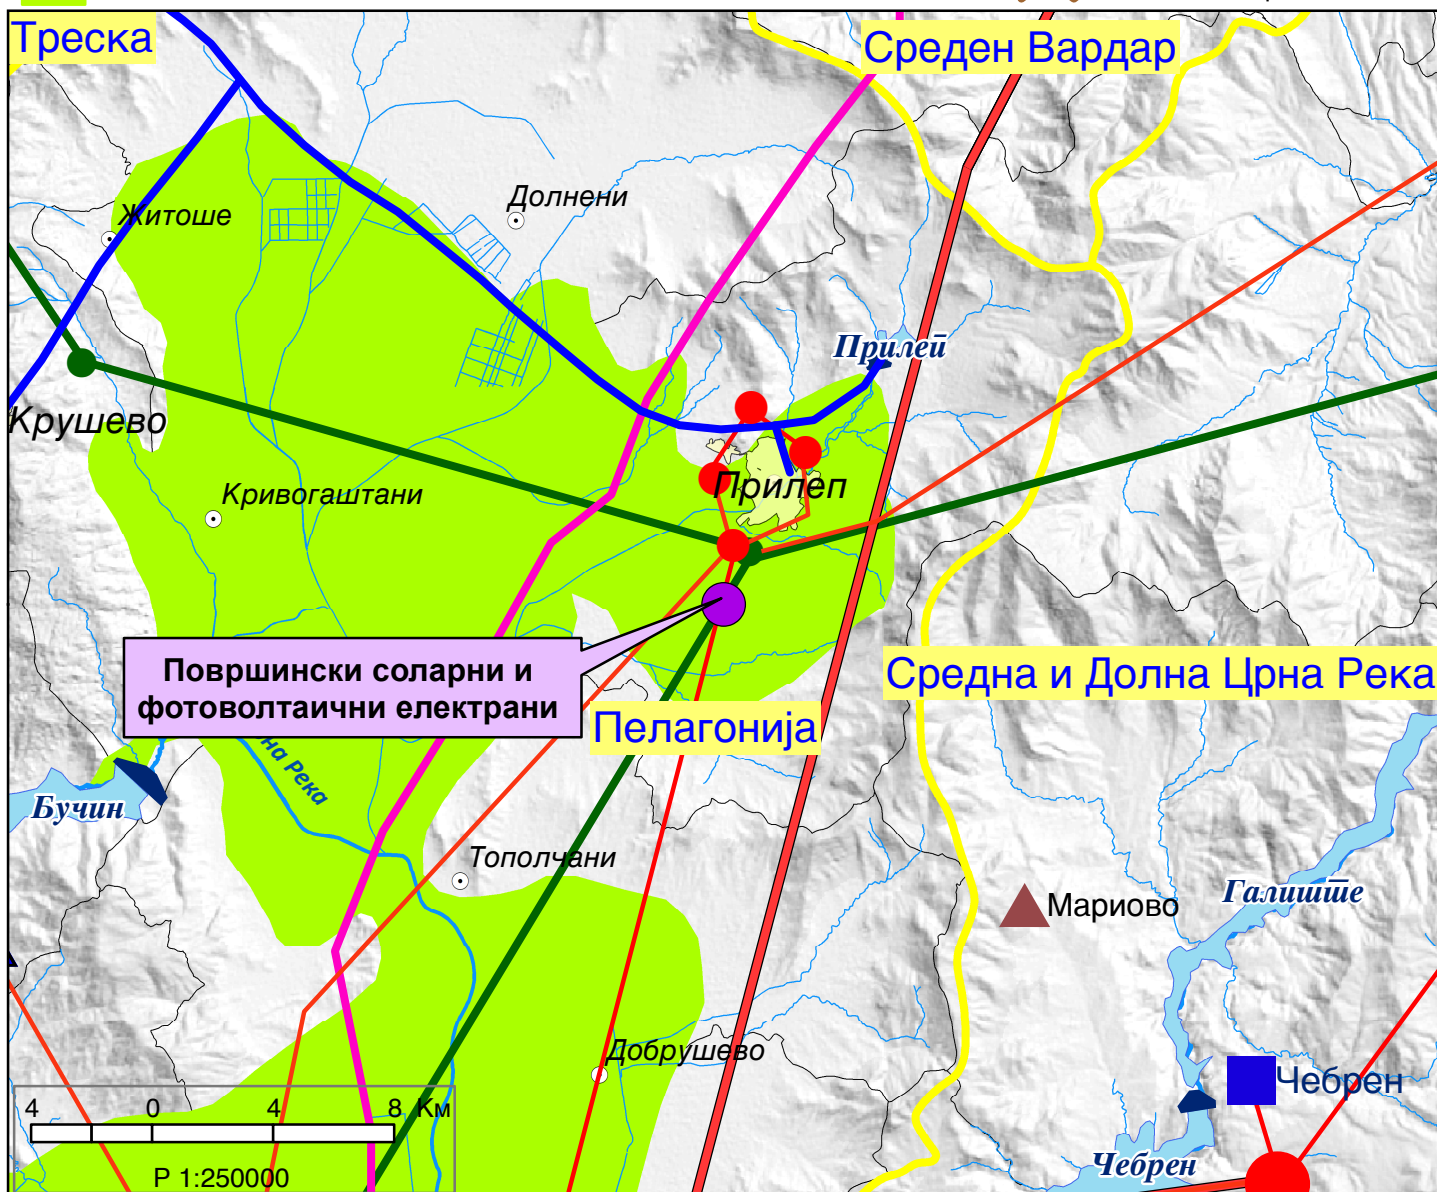 Треска
Среден Вардар
Долнени
Житоше
Прилеп
Крушево
Прилеп
Кривогаштани
Површински соларни и
фотоволтаични електрани
Средна и Долна Црна Река
Пелагонија
Река
Бучин
Тополчани
Мариово
Галиште
Добрушево
Чебрен
4 0 4 8 Км
Чебрен
Р 1:250000